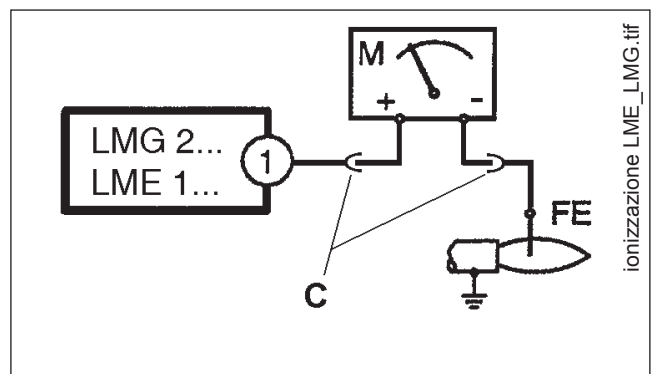 M
+ -
LMG 2...
LME 1...
1
FE
C
ionizzazione LME_LMG.tif